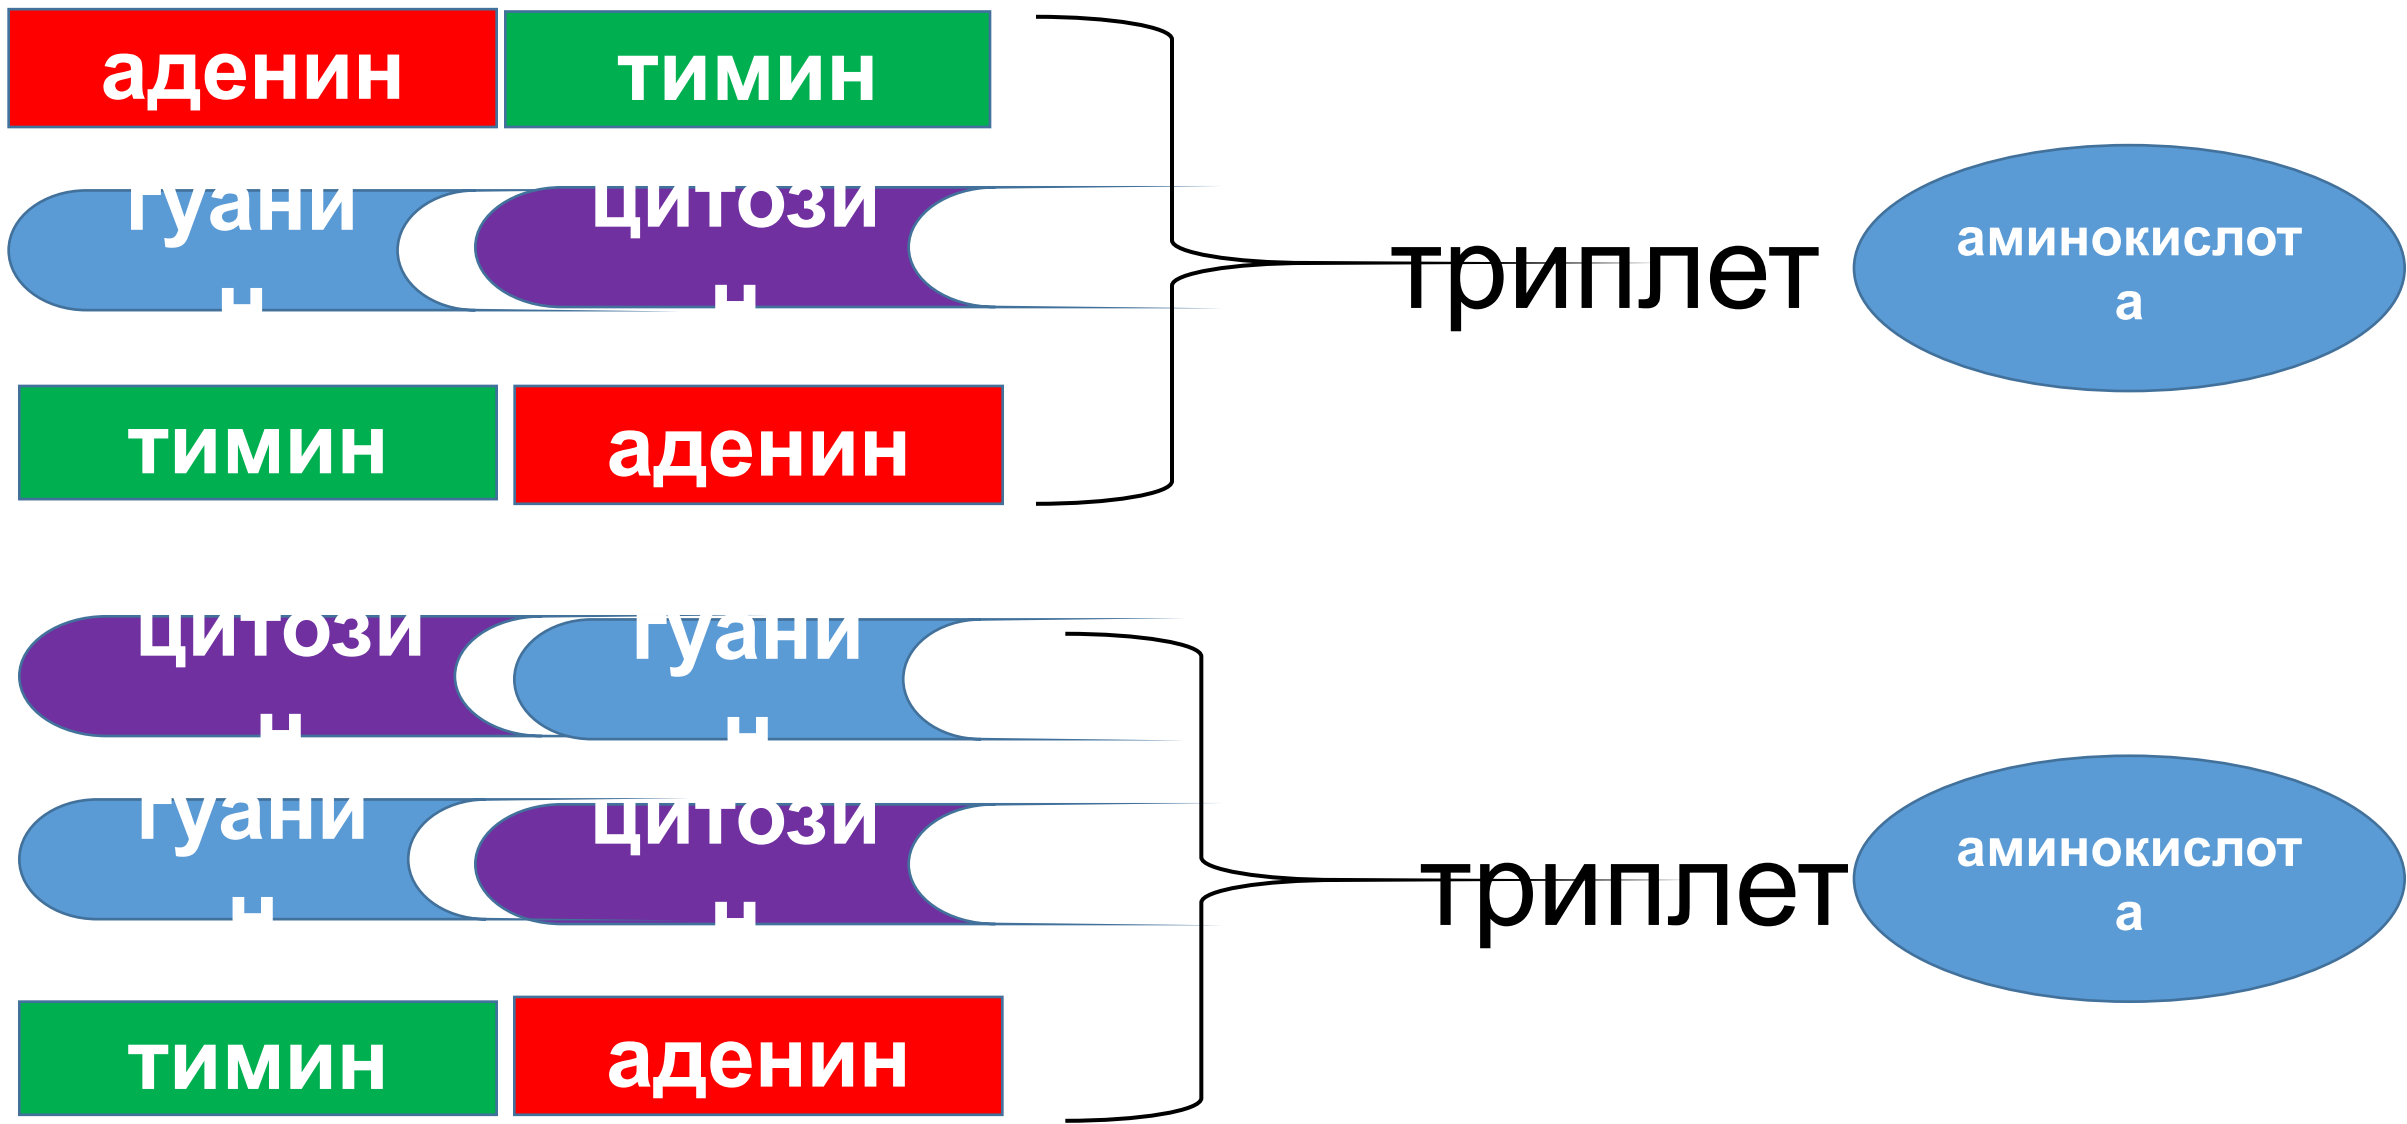 аденин тимин
гуани цитози
н н
триплет
аминокислот
а
тимин аденин
цитози гуани
н н
гуани цитози
н н
триплет
аминокислот
а
тимин аденин